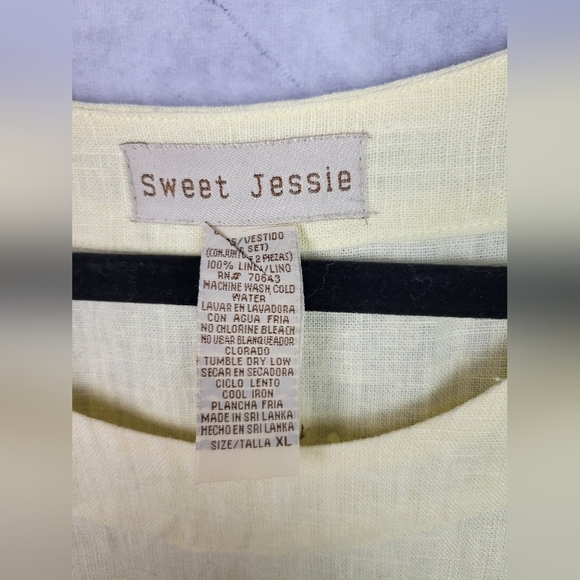 Sweet Jessie
S/VESTIDO
SET)
2 PIEZAS)
100% LINEN/LINO
RN# 70643
MACHINE WASH COLD
WATER
LAVAR EN LAVADORA
CON AGUA FRIA
NO CHLORINE BLEACH
NO USAR BLANQUEADOR
CLORADO
TUMBLE DRY LOW
SECAR EN SECADORA
CICLO LENTO
COOL IRON
PLANCHA FRIA
MADE IN SRI LANKA
HECHO EN SRI LANKA
SIZE/TALLA XL